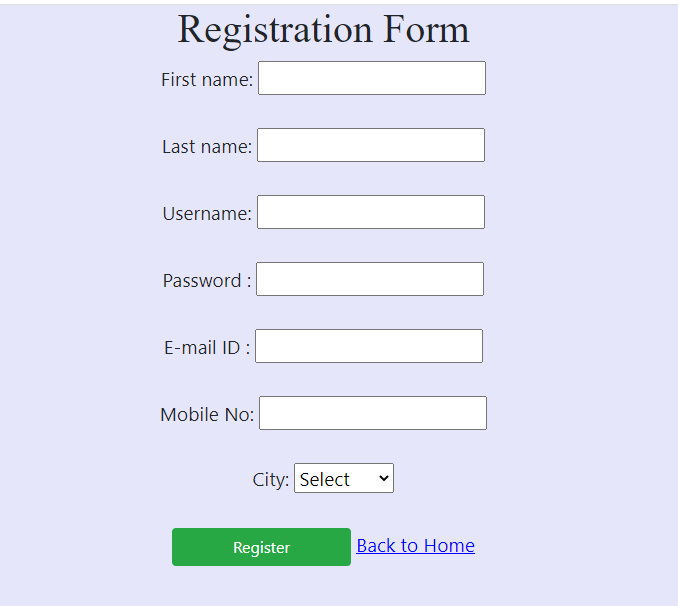 Registration Form
First name:
Last name:
Username:
Password :
E-mail ID :
Mobile No:
City: Select
Register Back to Home